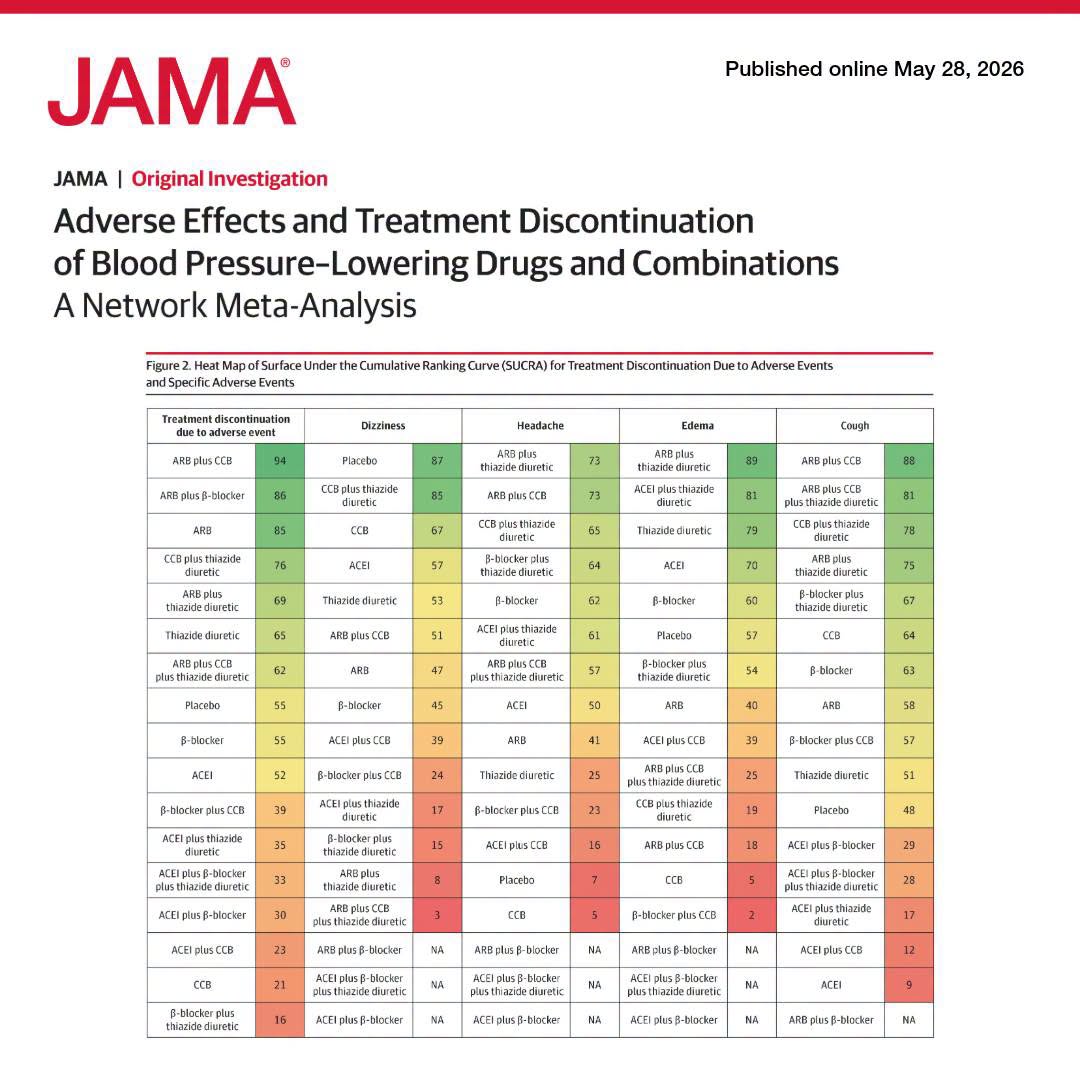 Published online May 28, 2026
JAMA®
JAMA | Original Investigation
Adverse Effects and Treatment Discontinuation
of Blood Pressure–Lowering Drugs and Combinations
A Network Meta-Analysis
Figure 2. Heat Map of Surface Under the Cumulative Ranking Curve (SUCRA) for Treatment Discontinuation Due to Adverse Events
and Specific Adverse Events
Treatment discontinuation
due to adverse event
Dizziness
Headache
Edema
Cough
ARB plus CCB 94 Placebo 87 ARB plus thiazide diuretic 73 ARB plus thiazide diuretic 89 ARB plus CCB 88
ARB plus β-blocker 86 CCB plus thiazide diuretic 85 ARB plus CCB 73 ACEI plus thiazide diuretic 81 ARB plus CCB plus thiazide diuretic 81
ARB 85 CCB 67 CCB plus thiazide diuretic 65 Thiazide diuretic 79 CCB plus thiazide diuretic 78
CCB plus thiazide diuretic 76 ACEI 57 β-blocker plus thiazide diuretic 64 ACEI 70 ARB plus thiazide diuretic 75
ARB plus thiazide diuretic 69 Thiazide diuretic 53 β-blocker 62 β-blocker 60 β-blocker plus thiazide diuretic 67
Thiazide diuretic 65 ARB plus CCB 51 ACEI plus thiazide diuretic 61 Placebo 57 CCB 64
ARB plus CCB plus thiazide diuretic 62 ARB 47 ARB plus CCB plus thiazide diuretic 57 β-blocker plus thiazide diuretic 54 β-blocker 63
Placebo 55 β-blocker 45 ACEI 50 ARB 40 ARB 58
β-blocker 55 ACEI plus CCB 39 ARB 41 ACEI plus CCB 39 β-blocker plus CCB 57
ACEI 52 β-blocker plus CCB 24 Thiazide diuretic 25 ARB plus CCB plus thiazide diuretic 25 Thiazide diuretic 51
β-blocker plus CCB 39 ACEI plus thiazide diuretic 17 β-blocker plus CCB 23 CCB plus thiazide diuretic 19 Placebo 48
ACEI plus thiazide diuretic 35 β-blocker plus thiazide diuretic 15 ACEI plus CCB 16 ARB plus CCB 18 ACEI plus β-blocker 29
ACEI plus β-blocker plus thiazide diuretic 33 ARB plus thiazide diuretic 8 Placebo 7 CCB 5 ACEI plus β-blocker plus thiazide diuretic 28
ACEI plus β-blocker 30 ARB plus CCB plus thiazide diuretic 3 CCB 5 β-blocker plus CCB 2 ACEI plus thiazide diuretic 17
ACEI plus CCB 23 ARB plus β-blocker NA ARB plus β-blocker NA ARB plus β-blocker NA ACEI plus CCB 12
CCB 21 ACEI plus β-blocker plus thiazide diuretic NA ACEI plus β-blocker plus thiazide diuretic NA ACEI plus β-blocker plus thiazide diuretic NA ACEI 9
β-blocker plus thiazide diuretic 16 ACEI plus β-blocker NA ACEI plus β-blocker NA ACEI plus β-blocker NA ARB plus β-blocker NA